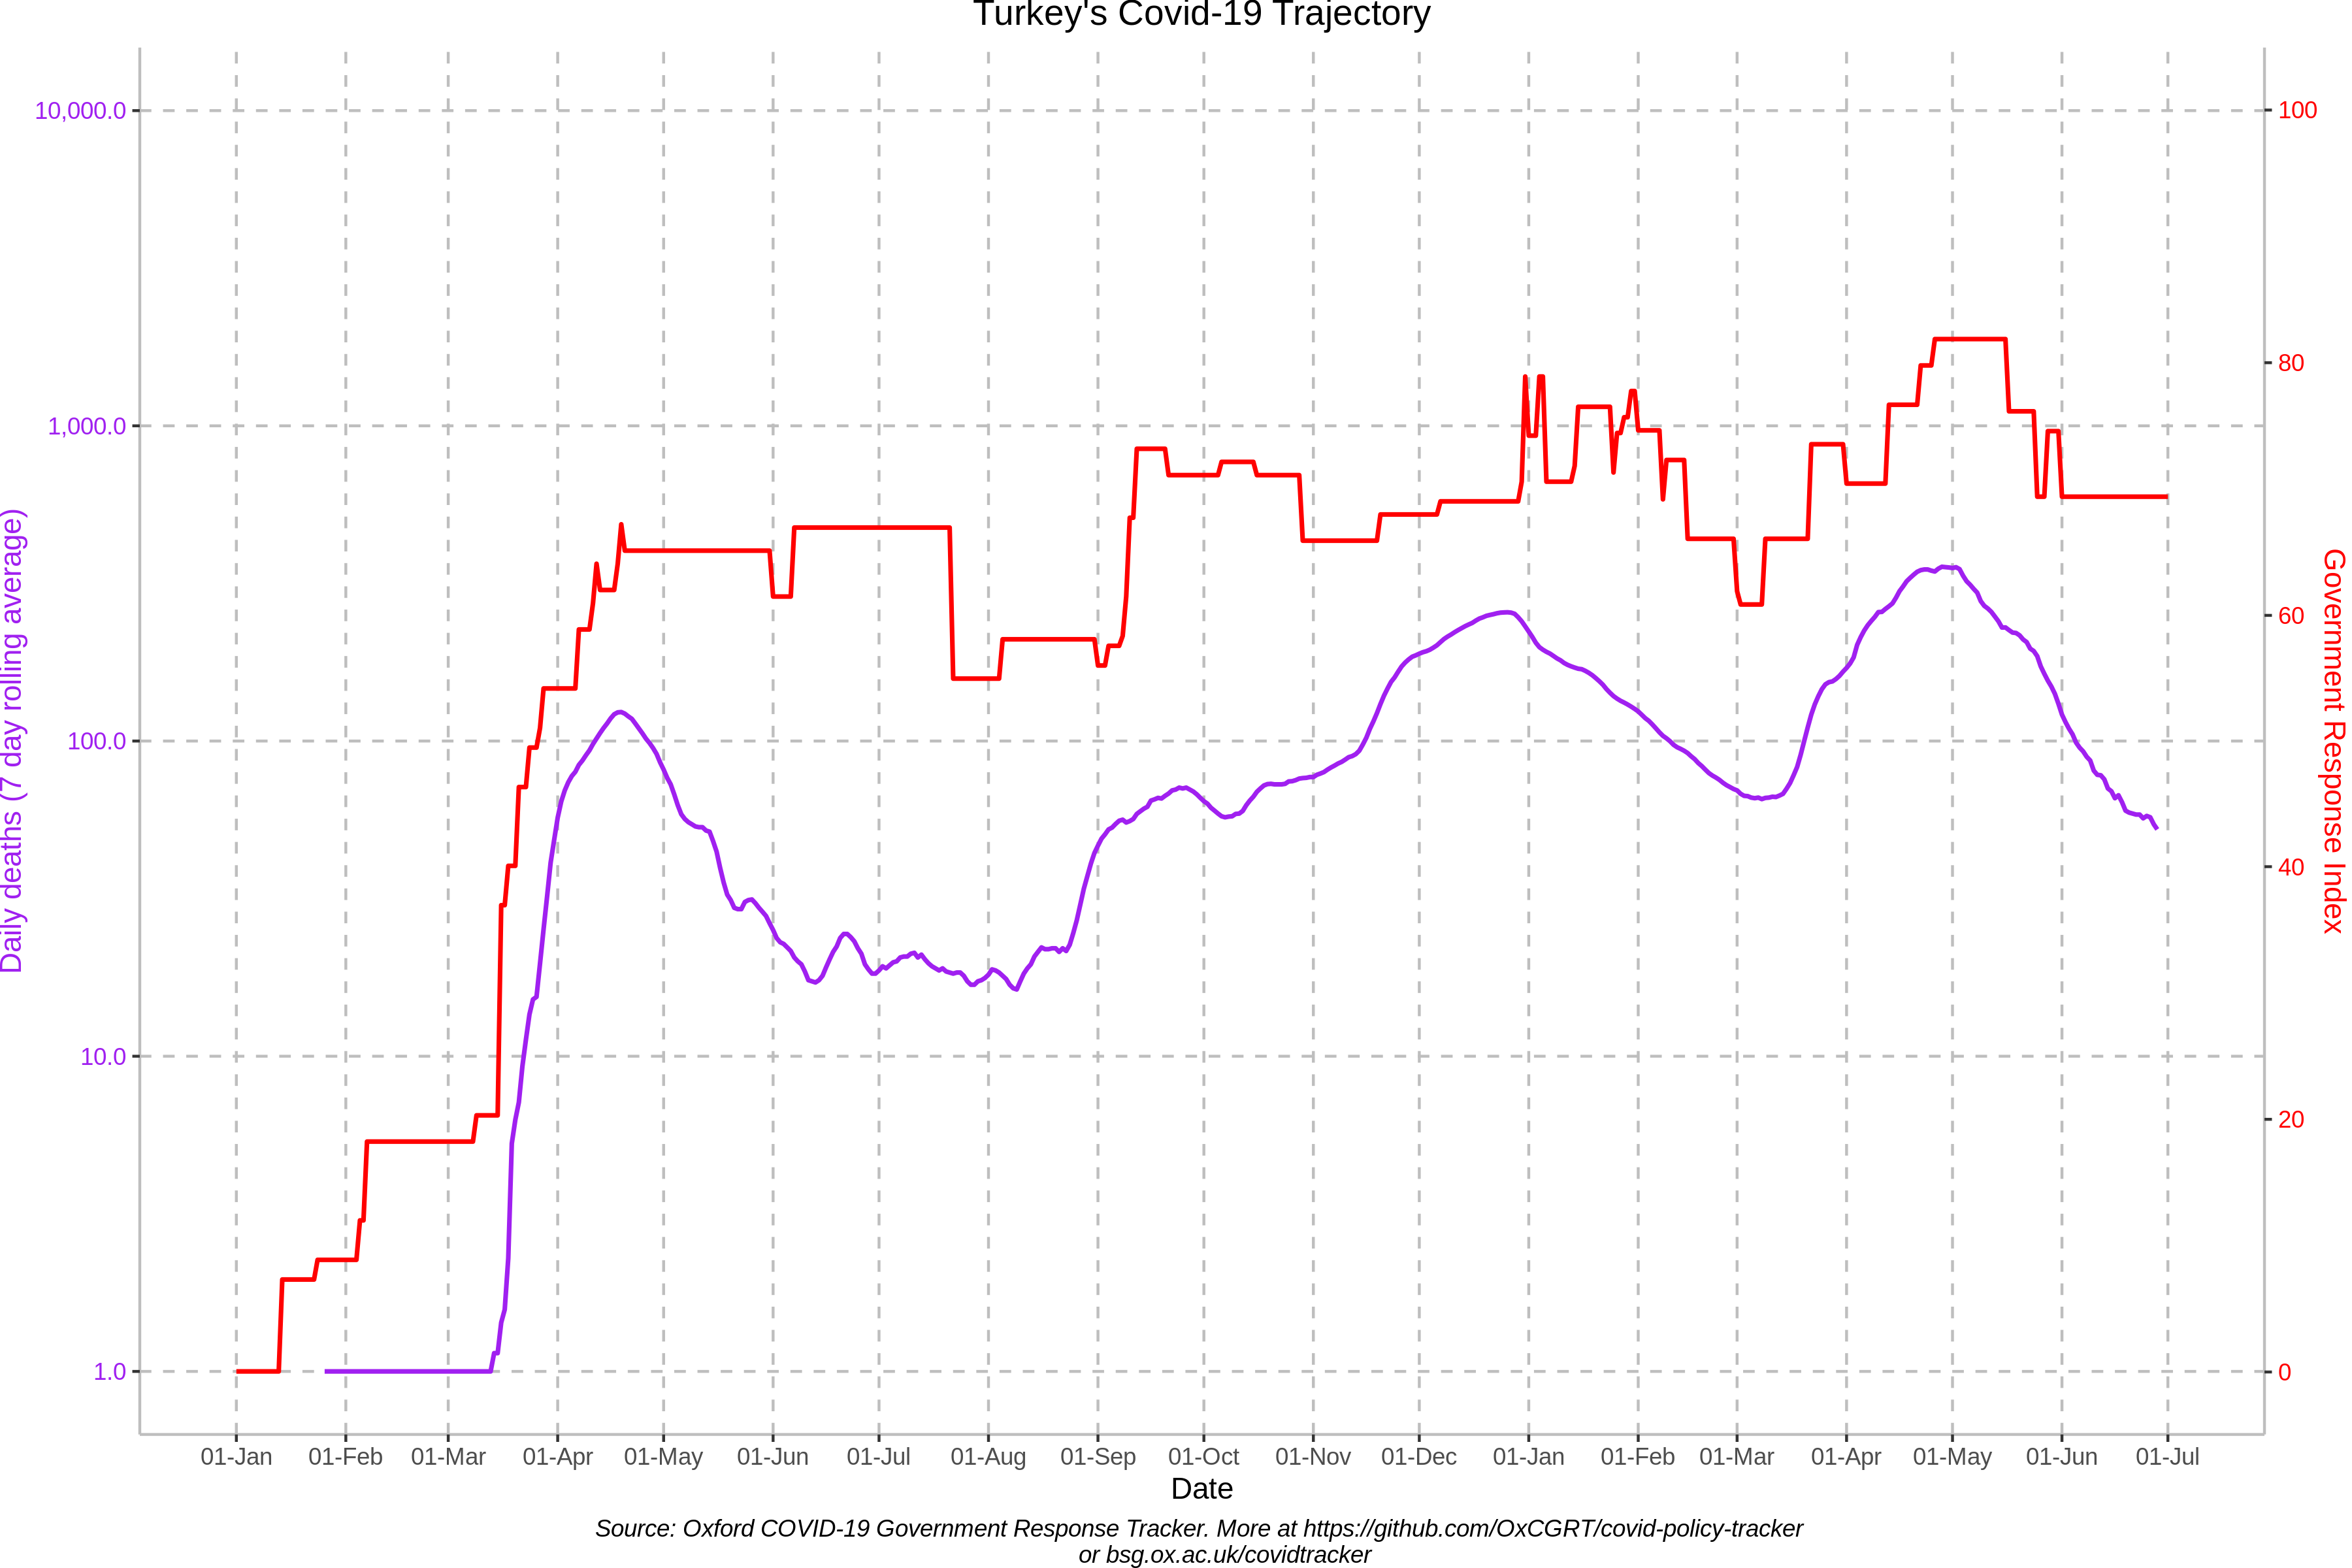 Turkey's Covid-19 Trajectory
10,000.0
1,000.0
100.0
10.0
1.0
Daily deaths (7 day rolling average)
100
80
60
40
20
0
Government Response Index
01-Jan 01-Feb 01-Mar 01-Apr 01-May 01-Jun 01-Jul 01-Aug 01-Sep 01-Oct 01-Nov 01-Dec 01-Jan 01-Feb 01-Mar 01-Apr 01-May 01-Jun 01-Jul
Date
Source: Oxford COVID-19 Government Response Tracker. More at https://github.com/OxCGRT/covid-policy-tracker
or bsg.ox.ac.uk/covidtracker